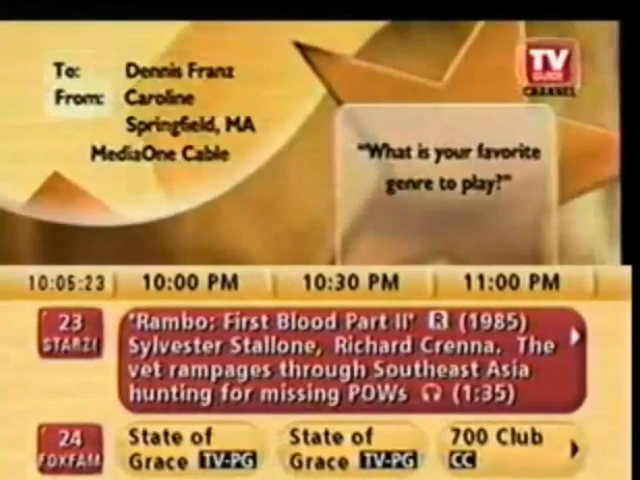 To: Dennis Franz
From: Caroline
Springfield, MA
MediaOne Cable
TV
GUIDE
CHANNEL
"What is your favorite
genre to play?"
10:05:23 10:00 PM 10:30 PM 11:00 PM
23
STARZ!
'Rambo: First Blood Part II' R (1985)
Sylvester Stallone, Richard Crenna. The
vet rampages through Southeast Asia
hunting for missing POWs (1:35)
24
FOXFAM
State of
Grace TV-PG
State of
Grace TV-PG
700 Club
CC